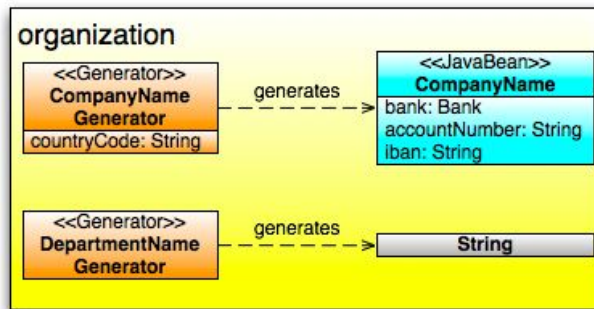 organization
<<Generator>>
CompanyName
Generator
countryCode: String
generates
<<JavaBean>>
CompanyName
bank: Bank
accountNumber: String
iban: String
<<Generator>>
DepartmentName
Generator
generates
String